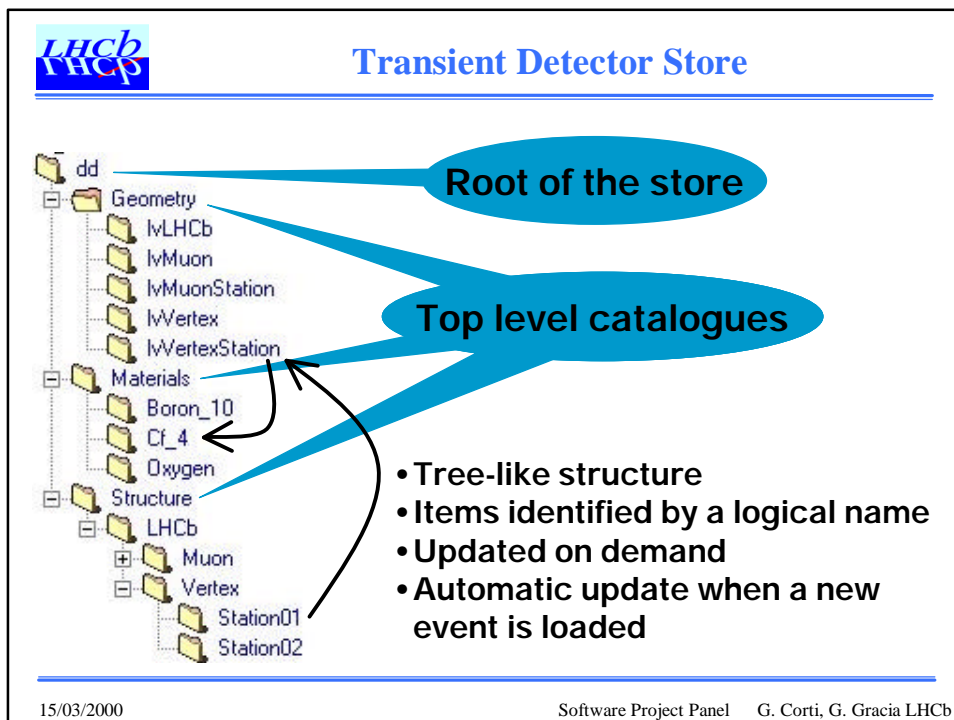 LHCb
LHCb
Transient Detector Store
dd
Root of the store
Geometry
lvLHCb
lvMuon
lvMuonStation
lvVertex
lvVertexStation
Top level catalogues
Materials
Boron_10
Cf_4
Oxygen
Structure
LHCb
Muon
Vertex
Station01
Station02
•Tree-like structure
•Items identified by a logical name
•Updated on demand
•Automatic update when a new
event is loaded
15/03/2000
Software Project Panel G. Corti, G. Gracia LHCb